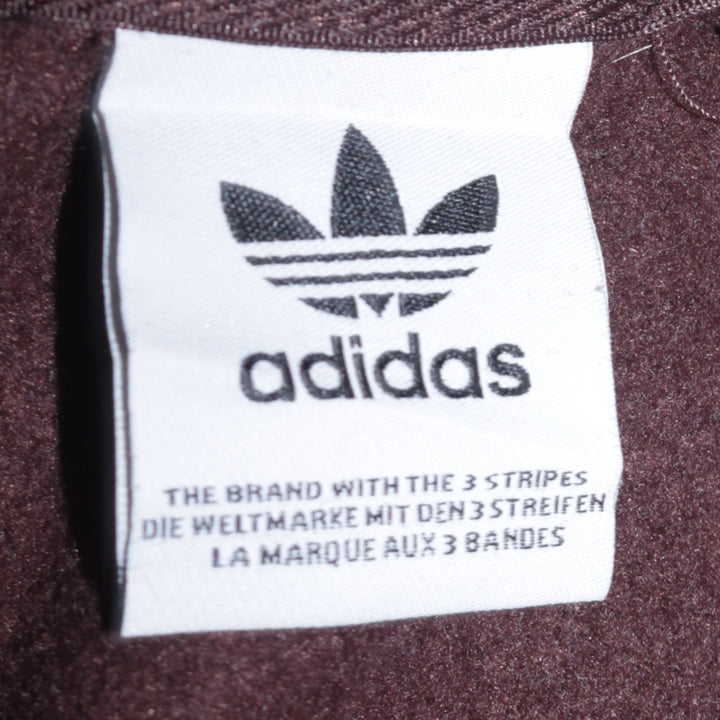 adidas
THE BRAND WITH THE 3 STRIPES
DIE WELTMARKE MIT DEN 3 STREIFEN
LA MARQUE AUX 3 BANDES